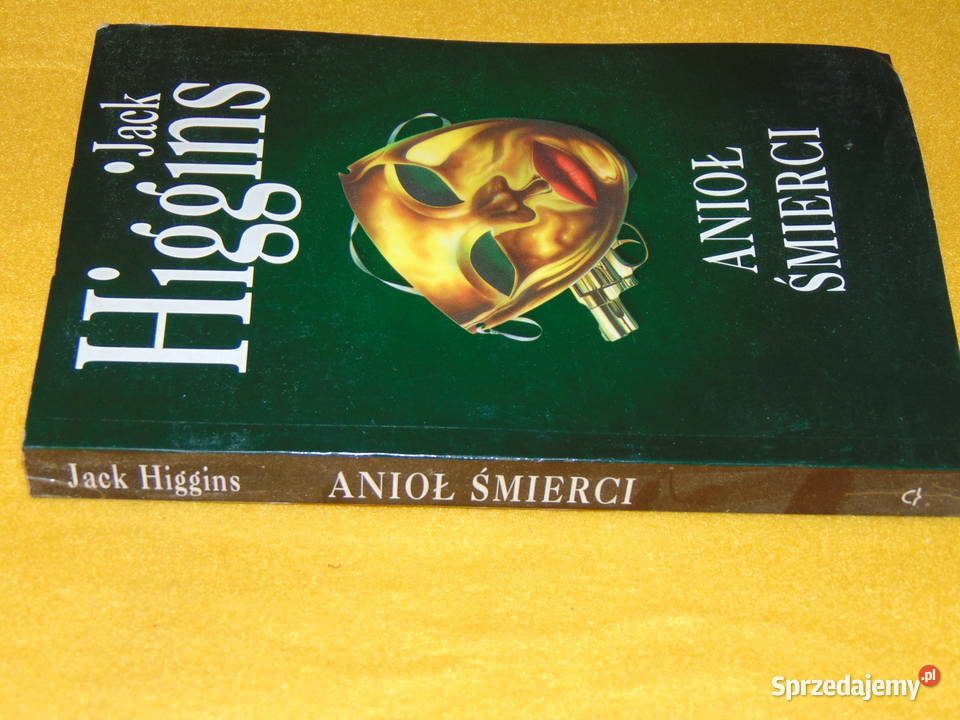 Jack
Higgins
ANIOŁ
ŚMIERCI
Jack Higgins ANIOŁ ŚMIERCI
Sprzedajemy.pl